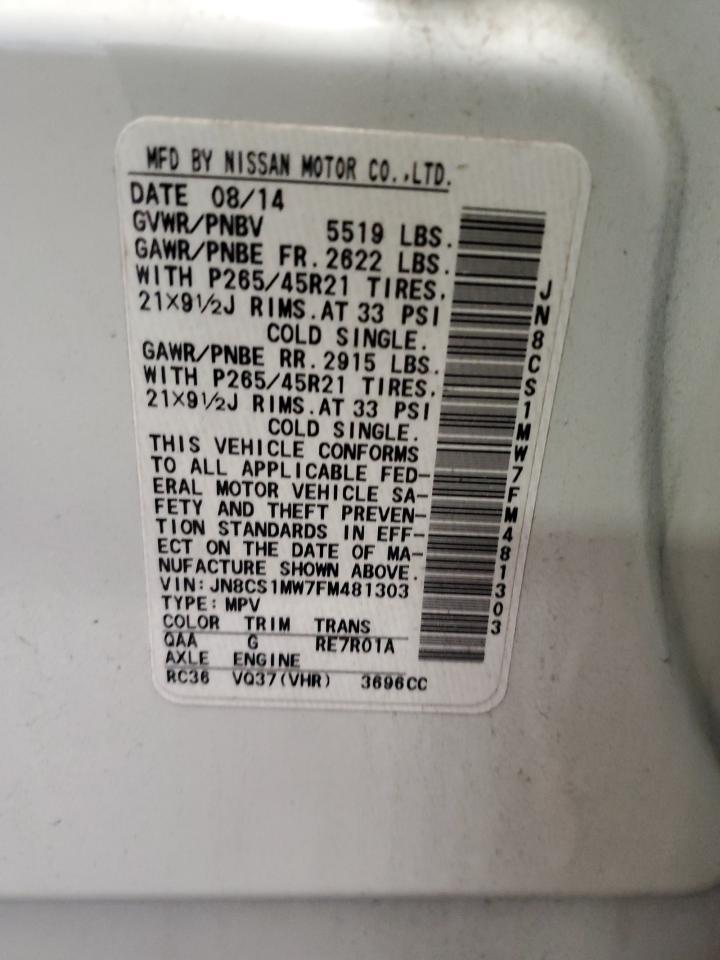 MFD BY NISSAN MOTOR CO.,LTD.
DATE 08/14
GVWR/PNBV 5519 LBS.
GAWR/PNBE FR. 2622 LBS.
WITH P265/45R21 TIRES,
21X9½J RIMS.AT 33 PSI
COLD SINGLE.
GAWR/PNBE RR. 2915 LBS.
WITH P265/45R21 TIRES,
21X9½J RIMS.AT 33 PSI
COLD SINGLE.
THIS VEHICLE CONFORMS
TO ALL APPLICABLE FED-
ERAL MOTOR VEHICLE SA-
FETY AND THEFT PREVEN-
TION STANDARDS IN EFF-
ECT ON THE DATE OF MA-
NUFACTURE SHOWN ABOVE.
VIN: JN8CS1MW7FM481303
TYPE: MPV
COLOR TRIM TRANS
QAA G RE7R01A
AXLE ENGINE
RC36 VQ37(VHR) 3696CC
JN8CS1MW7FM481303